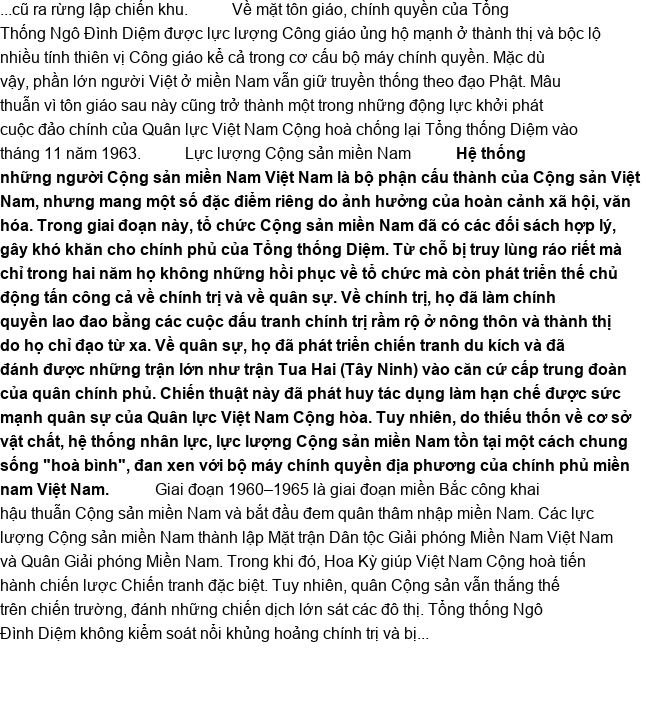 ...cũ ra rừng lập chiến khu. Về mặt tôn giáo, chính quyền của Tổng
Thống Ngô Đình Diệm được lực lượng Công giáo ủng hộ mạnh ở thành thị và bộc lộ
nhiều tính thiên vị Công giáo kể cả trong cơ cấu bộ máy chính quyền. Mặc dù
vậy, phần lớn người Việt ở miền Nam vẫn giữ truyền thống theo đạo Phật. Mâu
thuẫn vì tôn giáo sau này cũng trở thành một trong những động lực khởi phát
cuộc đảo chính của Quân lực Việt Nam Cộng hoà chống lại Tổng thống Diệm vào
tháng 11 năm 1963. Lực lượng Cộng sản miền Nam Hệ thống
những người Cộng sản miền Nam Việt Nam là bộ phận cấu thành của Cộng sản Việt
Nam, nhưng mang một số đặc điểm riêng do ảnh hưởng của hoàn cảnh xã hội, văn
hóa. Trong giai đoạn này, tổ chức Cộng sản miền Nam đã có các đối sách hợp lý,
gây khó khăn cho chính phủ của Tổng thống Diệm. Từ chỗ bị truy lùng ráo riết mà
chỉ trong hai năm họ không những hồi phục về tổ chức mà còn phát triển thế chủ
động tấn công cả về chính trị và về quân sự. Về chính trị, họ đã làm chính
quyền lao đao bằng các cuộc đấu tranh chính trị rầm rộ ở nông thôn và thành thị
do họ chỉ đạo từ xa. Về quân sự, họ đã phát triển chiến tranh du kích và đã
đánh được những trận lớn như trận Tua Hai (Tây Ninh) vào căn cứ cấp trung đoàn
của quân chính phủ. Chiến thuật này đã phát huy tác dụng làm hạn chế được sức
mạnh quân sự của Quân lực Việt Nam Cộng hòa. Tuy nhiên, do thiếu thốn về cơ sở
vật chất, hệ thống nhân lực, lực lượng Cộng sản miền Nam tồn tại một cách chung
sống "hoà bình", đan xen với bộ máy chính quyền địa phương của chính phủ miền
nam Việt Nam. Giai đoạn 1960–1965 là giai đoạn miền Bắc công khai
hậu thuẫn Cộng sản miền Nam và bắt đầu đem quân thâm nhập miền Nam. Các lực
lượng Cộng sản miền Nam thành lập Mặt trận Dân tộc Giải phóng Miền Nam Việt Nam
và Quân Giải phóng Miền Nam. Trong khi đó, Hoa Kỳ giúp Việt Nam Cộng hoà tiến
hành chiến lược Chiến tranh đặc biệt. Tuy nhiên, quân Cộng sản vẫn thắng thế
trên chiến trường, đánh những chiến dịch lớn sát các đô thị. Tổng thống Ngô
Đình Diệm không kiểm soát nổi khủng hoảng chính trị và bị...